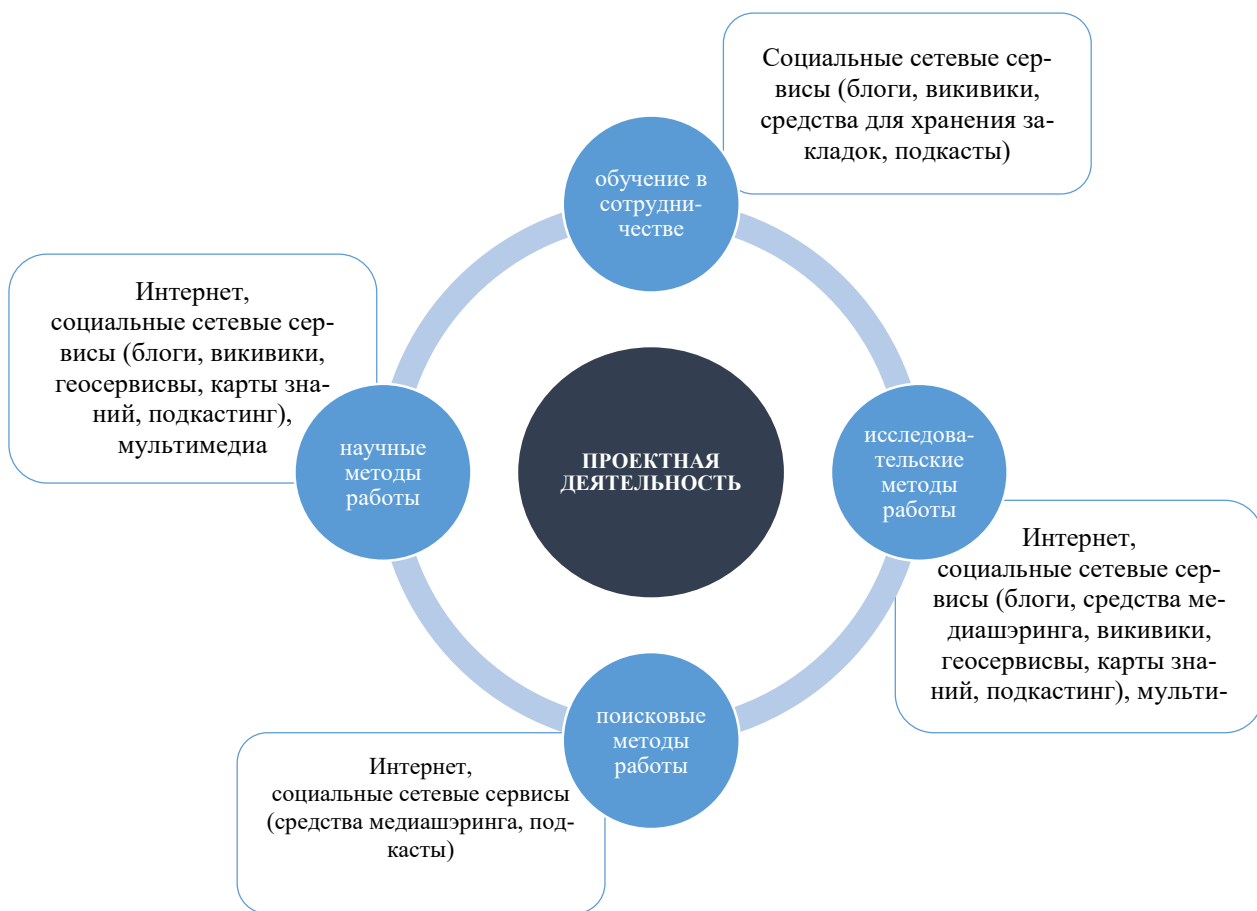 Социальные сетевые сер-
висы (блоги, викивики,
средства для хранения за-
кладок, подкасты)
обучение в
сотрудни-
честве
Интернет,
социальные сетевые сер-
висы (блоги, викивики,
геосервисвы, карты зна-
ний, подкастинг),
мультимедиа
научные
методы
работы
ПРОЕКТНАЯ
ДЕЯТЕЛЬНОСТЬ
исследова-
тельские
методы
работы
Интернет,
социальные сетевые сер-
висы (блоги, средства ме-
диашэринга, викивики,
геосервисвы, карты зна-
ний, подкастинг), мульти-
поисковые
методы
работы
Интернет,
социальные сетевые сервисы
(средства медиашэринга, под-
касты)